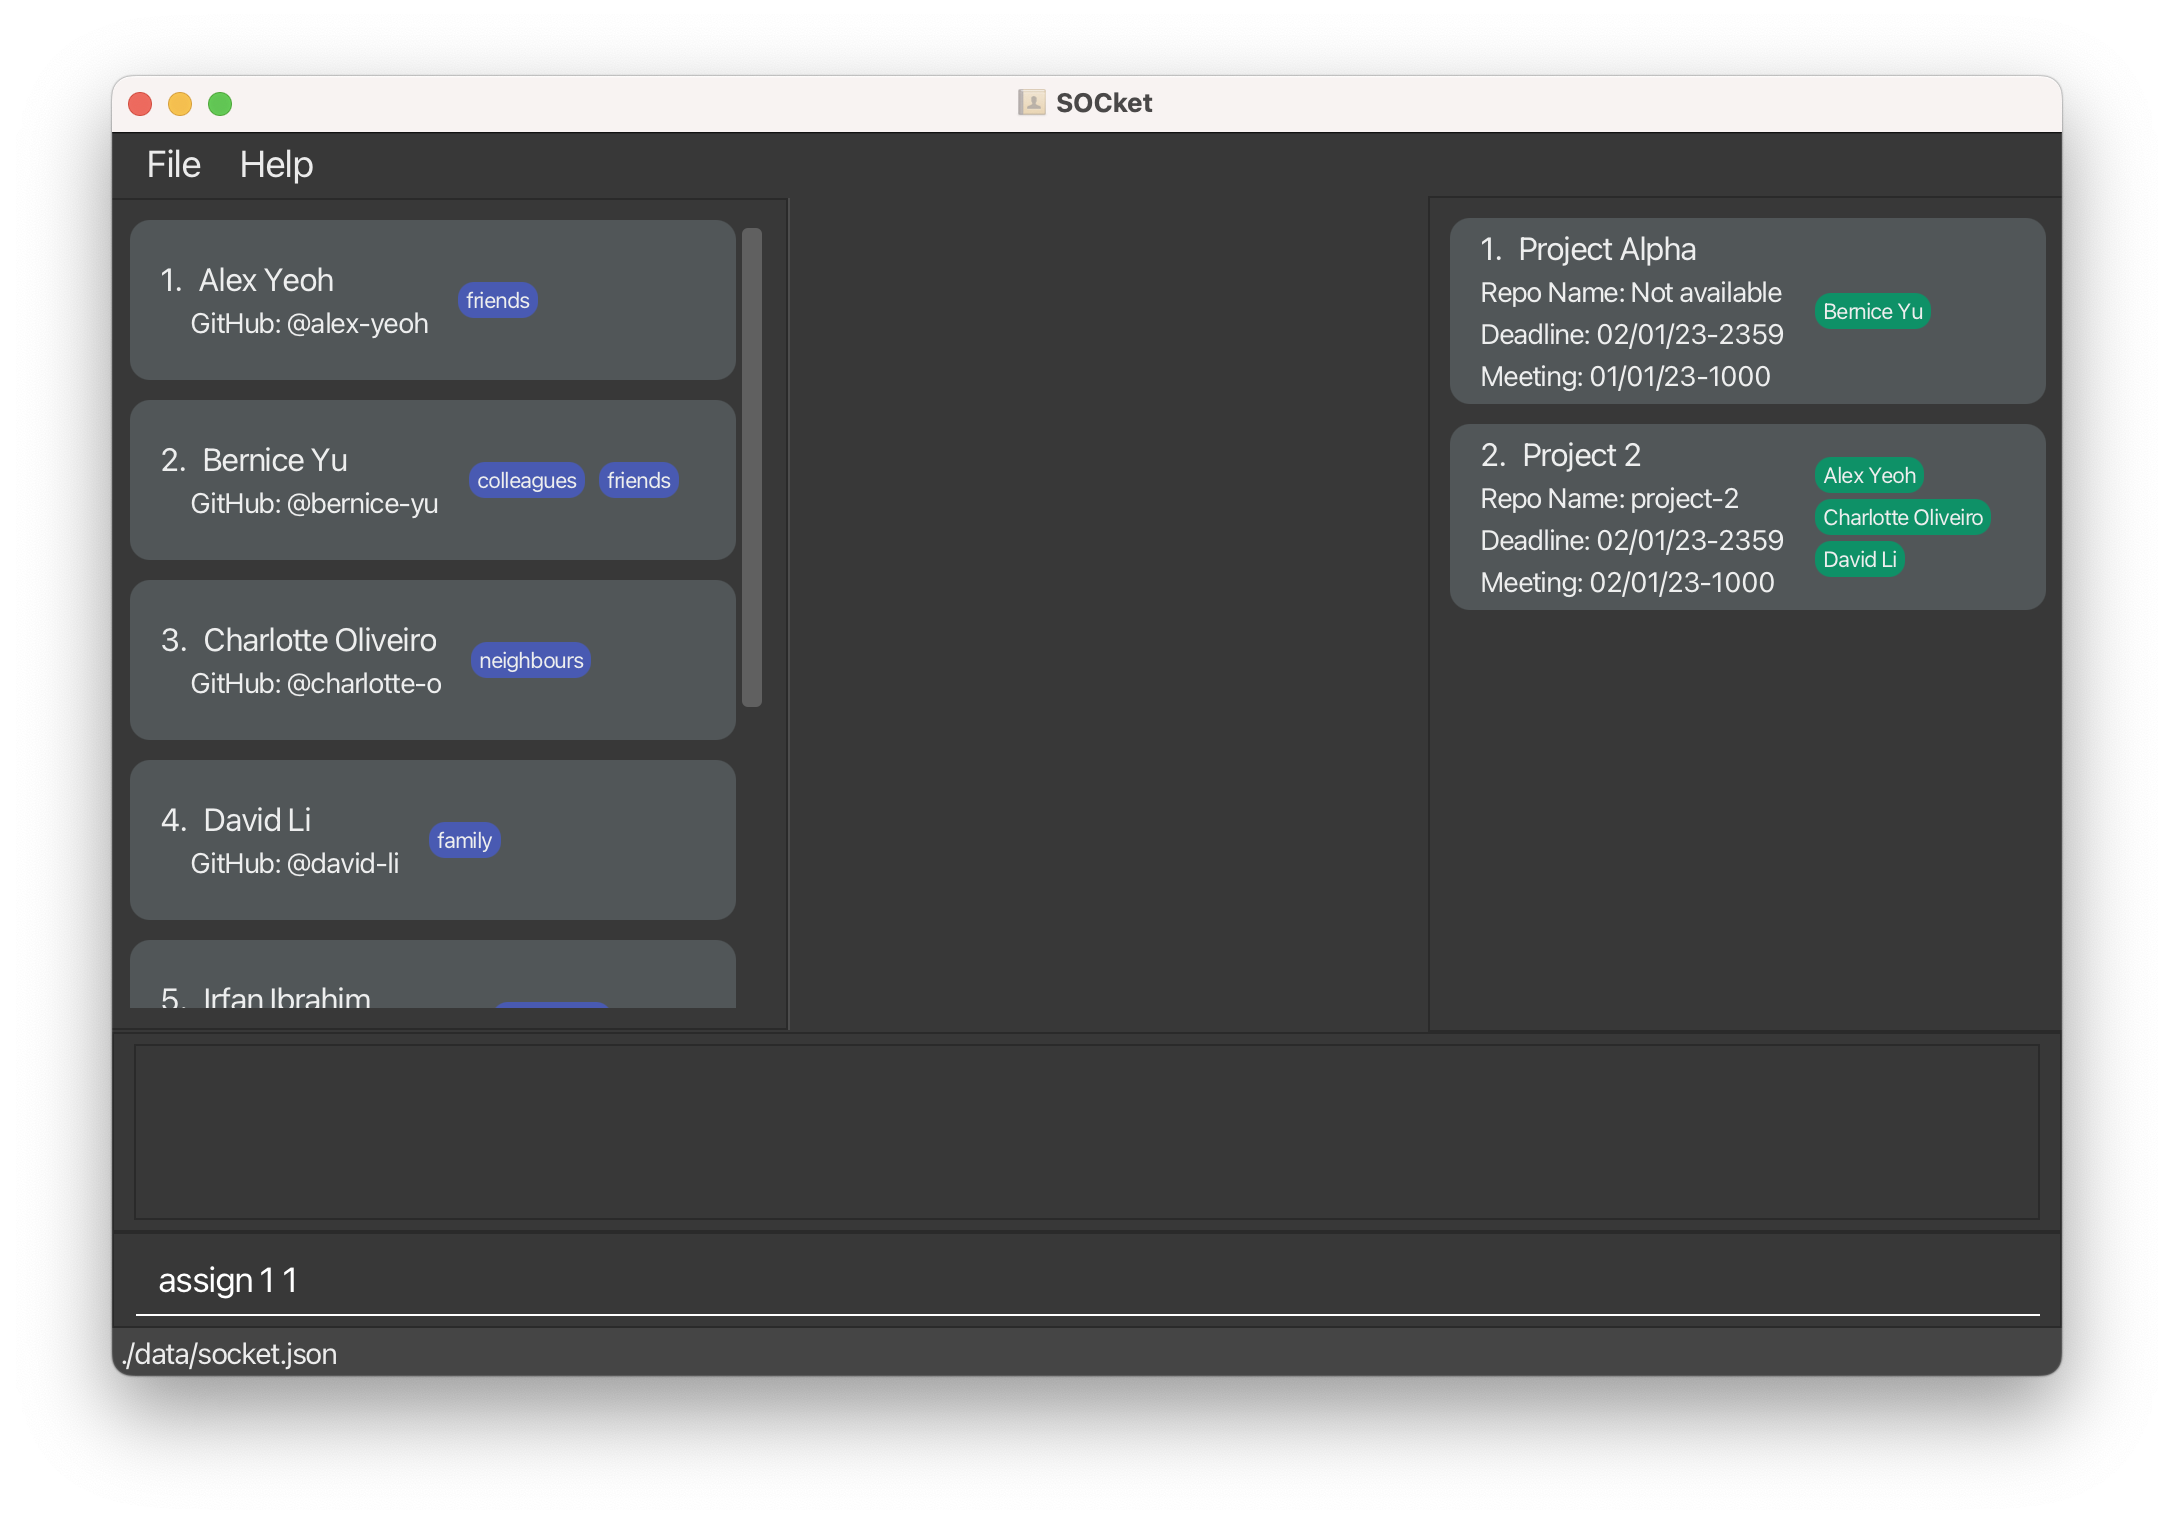 SOCket
File Help
1. Alex Yeoh
GitHub: @alex-yeoh
friends
2. Bernice Yu
GitHub: @bernice-yu
colleagues friends
3. Charlotte Oliveiro
GitHub: @charlotte-o
neighbours
4. David Li
GitHub: @david-li
family
5. Irfan Ibrahim
1. Project Alpha
Repo Name: Not available
Deadline: 02/01/23-2359
Meeting: 01/01/23-1000
Bernice Yu
2. Project 2
Repo Name: project-2
Deadline: 02/01/23-2359
Meeting: 02/01/23-1000
Alex Yeoh
Charlotte Oliveiro
David Li
assign 1 1
./data/socket.json